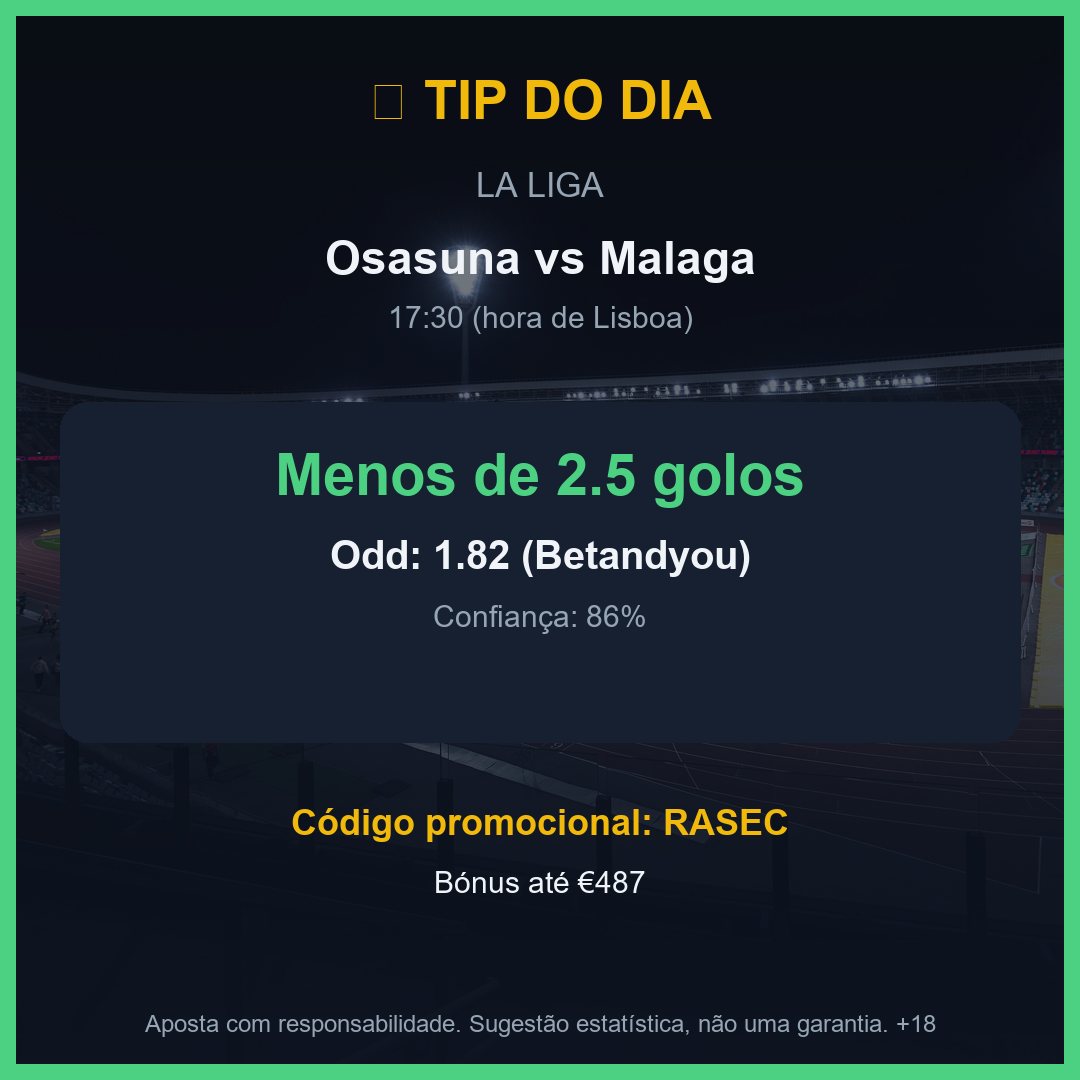 TIP DO DIA
LA LIGA
Osasuna vs Malaga
17:30 (hora de Lisboa)
Menos de 2.5 golos
Odd: 1.82 (Betandyou)
Confiança: 86%
Código promocional: RASEC
Bónus até €487
Aposta com responsabilidade. Sugestão estatística, não uma garantia. +18